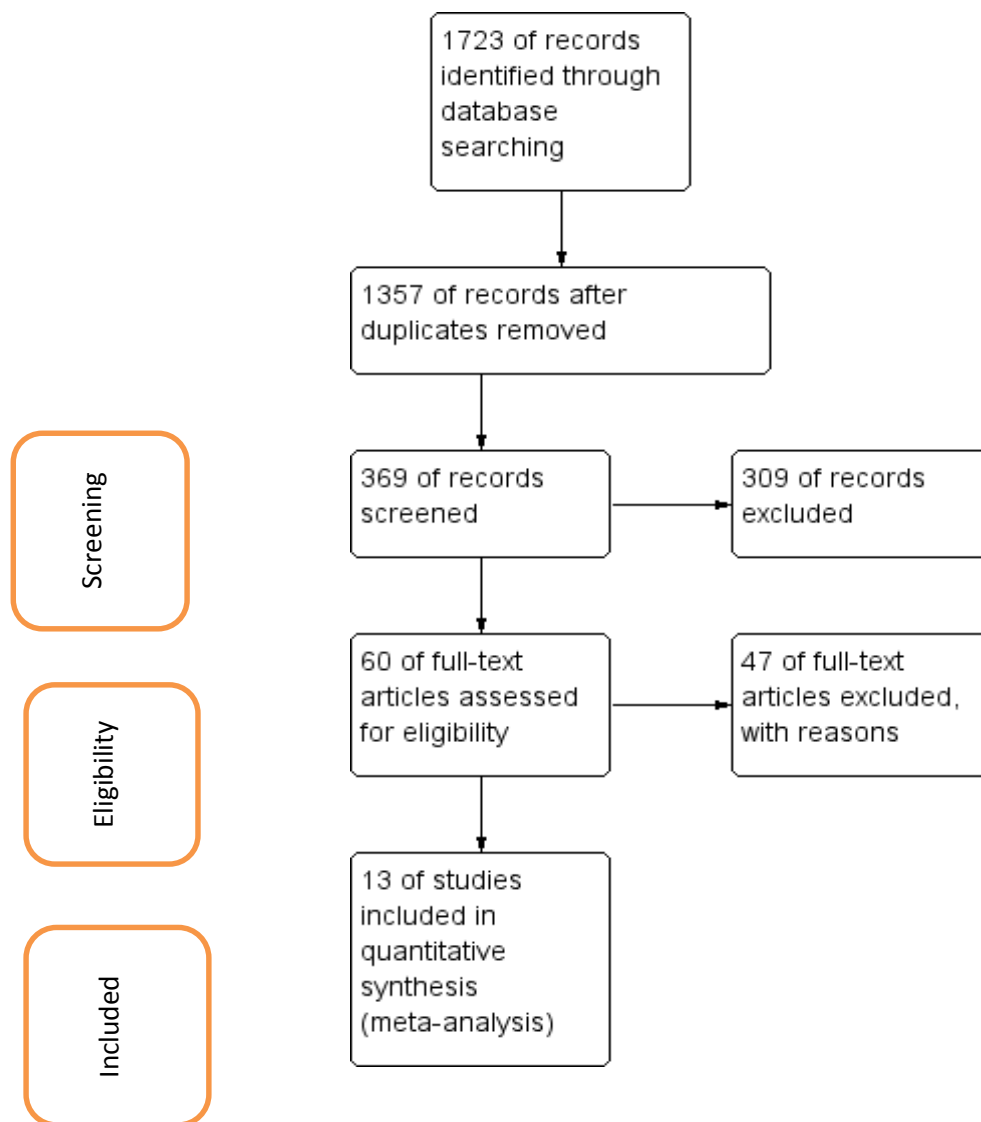 1723 of records
identified through
database
searching
1357 of records after
duplicates removed
Screening
369 of records
screened
309 of records
excluded
Eligibility
60 of full-text
articles assessed
for eligibility
47 of full-text
articles excluded,
with reasons
Included
13 of studies
included in
quantitative
synthesis
(meta-analysis)